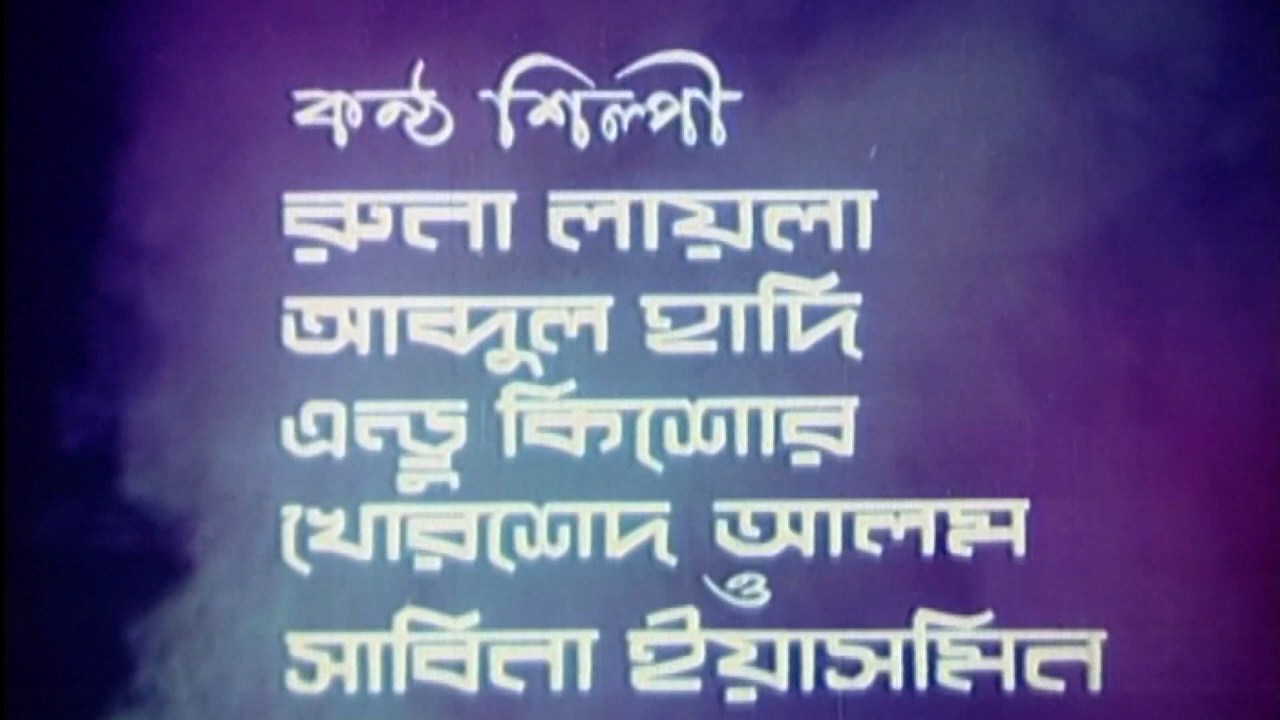 কন্ঠ শিল্পী
রুনা লায়লা
আব্দুল হাদি
এন্ড্রু কিশোর
খোরশেদ আলম
ও
সাবিনা ইয়াসমিন